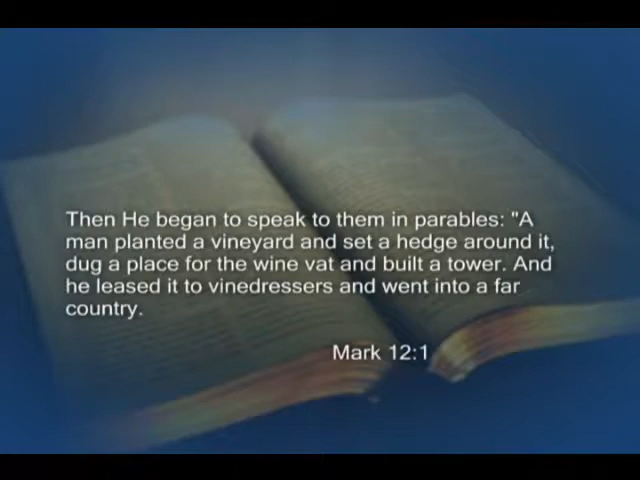 Then He began to speak to them in parables: "A
man planted a vineyard and set a hedge around it,
dug a place for the wine vat and built a tower. And
he leased it to vinedressers and went into a far
country.
Mark 12:1